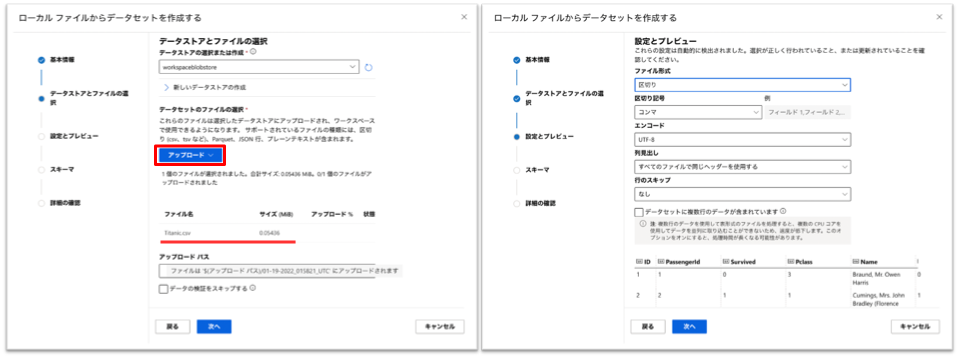 ローカル ファイルからデータセットを作成する
基本情報
データストアとファイルの選
択
設定とプレビュー
スキーマ
詳細の確認
データストアとファイルの選択
データストアの選択または作成 *
workspaceblobstore
新しいデータストアの作成
データセットのファイルの選択 *
これらのファイルは選択したデータストアにアップロードされ、ワークスペース
で使用できるようになります。 サポートされているファイルの種類には、区切
り (csv、tsv など)、Parquet、JSON 行、プレーンテキストが含まれます。
アップロード
1 個のファイルが選択されました。合計サイズ: 0.05436 MiB。0/1 個のファイルがア
ップロードされました
ファイル名 サイズ (MiB) アップロード % 状態
Titanic.csv 0.05436
アップロード パス
ファイルは '$(アップロード パス)/01-19-2022_015821_UTC' にアップロードされます
データの検証をスキップする
戻る 次へ キャンセル
ローカル ファイルからデータセットを作成する
基本情報
データストアとファイルの選
択
設定とプレビュー
スキーマ
詳細の確認
設定とプレビュー
これらの設定は自動的に検出されました。選択が正しく行われていること、または更新されていることを確
認してください。
ファイル形式
区切り
区切り記号 例
コンマ フィールド 1,フィールド 2,...
エンコード
UTF-8
列見出し
すべてのファイルで同じヘッダーを使用する
行のスキップ
なし
データセットに複数行のデータが含まれています
注 複数行のデータを使用して表形式のファイルを処理すると、複数の CPU コアを
使用してデータを並列に取り込むことができないため、速度が低下します。このオ
プションをオンにすると、処理時間が長くなる可能性があります。
ID PassengerId Survived Pclass Name
1 1 0 3 Braund, Mr. Owen 0
Harris
2 2 1 1 Cumings, Mrs. John 1
Bradley (Florence
戻る 次へ キャンセル